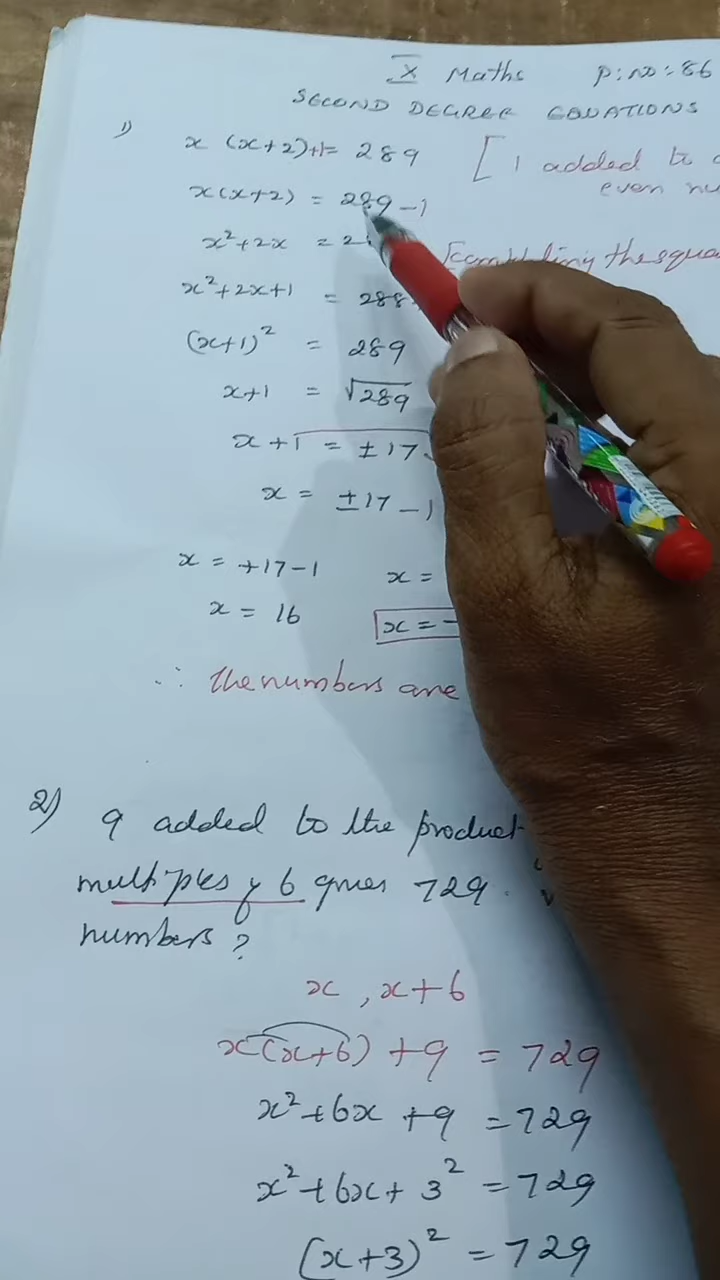 X Maths P: no: 86
SECOND DEGREE EQUATIONS
1)
x (x+2)+1= 289 [ 1 added to
even
x(x+2) = 289 -1
x²+2x = 2
[completing the square
x²+2x+1 = 288
(x+1)² = 289
x+1 = √289
x+1 = ±17
x = ±17 -1
x = +17-1 x =
x = 16 x = -
∴ the numbers are
2) 9 added to the product
multiples of 6 gives 729.
numbers?
x, x+6
x(x+6) +9 = 729
x²+6x +9 = 729
x²+6x+ 3² = 729
(x+3)² = 729